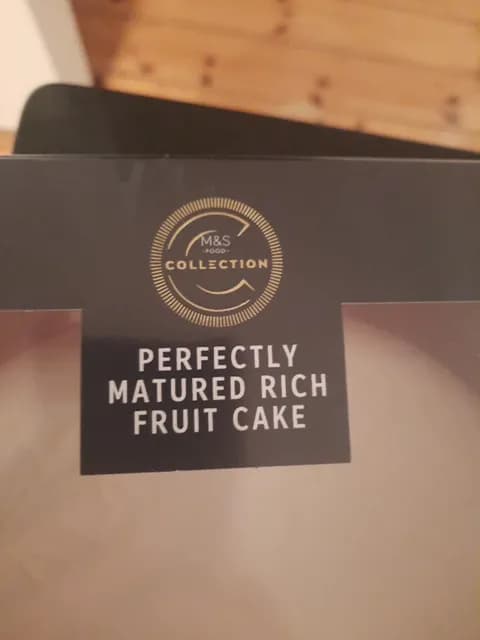 M&S
-FOOD-
COLLECTION
PERFECTLY
MATURED RICH
FRUIT CAKE